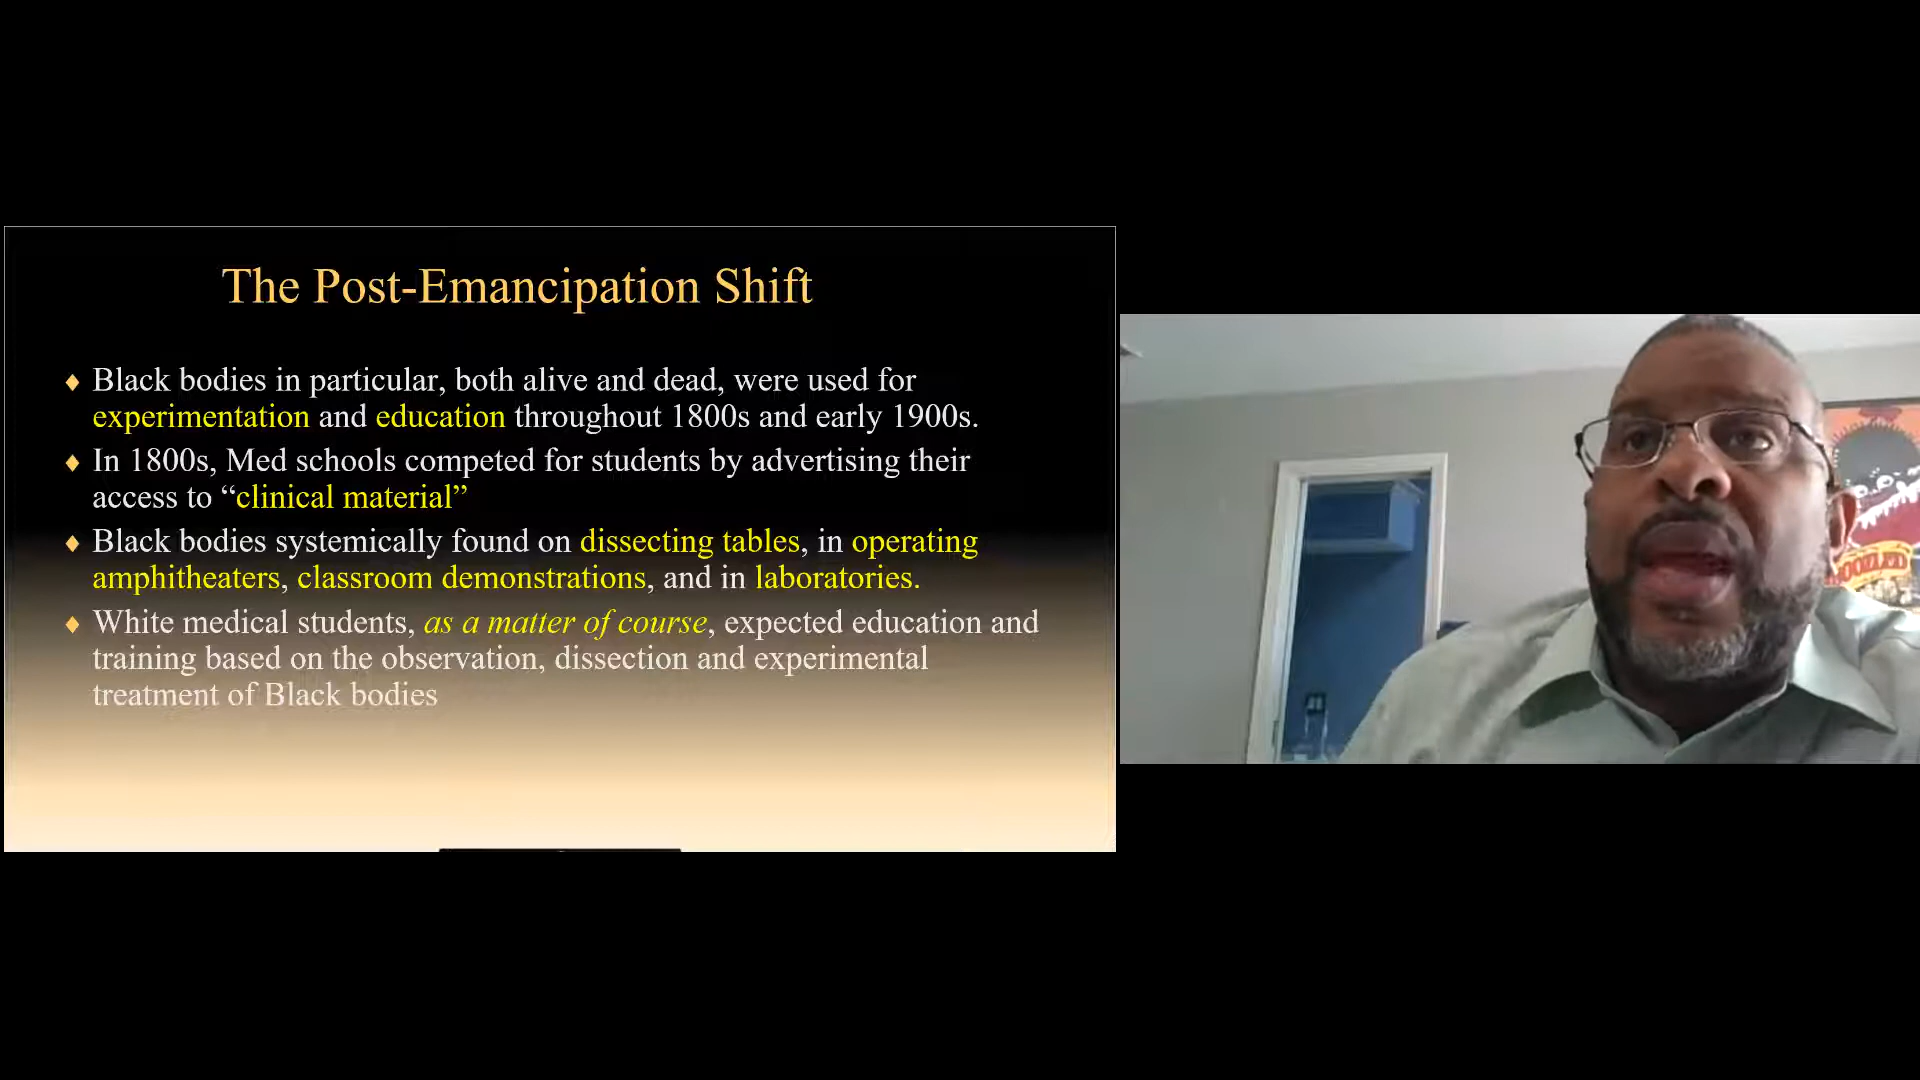 The Post-Emancipation Shift
Black bodies in particular, both alive and dead, were used for
experimentation and education throughout 1800s and early 1900s.
In 1800s, Med schools competed for students by advertising their
access to “clinical material”
Black bodies systemically found on dissecting tables, in operating
amphitheaters, classroom demonstrations, and in laboratories.
White medical students, as a matter of course, expected education and
training based on the observation, dissection and experimental
treatment of Black bodies